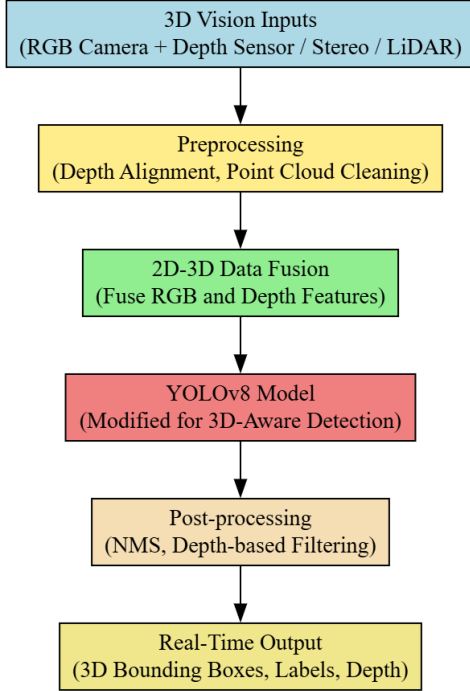 3D Vision Inputs
(RGB Camera + Depth Sensor / Stereo / LiDAR)
Preprocessing
(Depth Alignment, Point Cloud Cleaning)
2D-3D Data Fusion
(Fuse RGB and Depth Features)
YOLOv8 Model
(Modified for 3D-Aware Detection)
Post-processing
(NMS, Depth-based Filtering)
Real-Time Output
(3D Bounding Boxes, Labels, Depth)